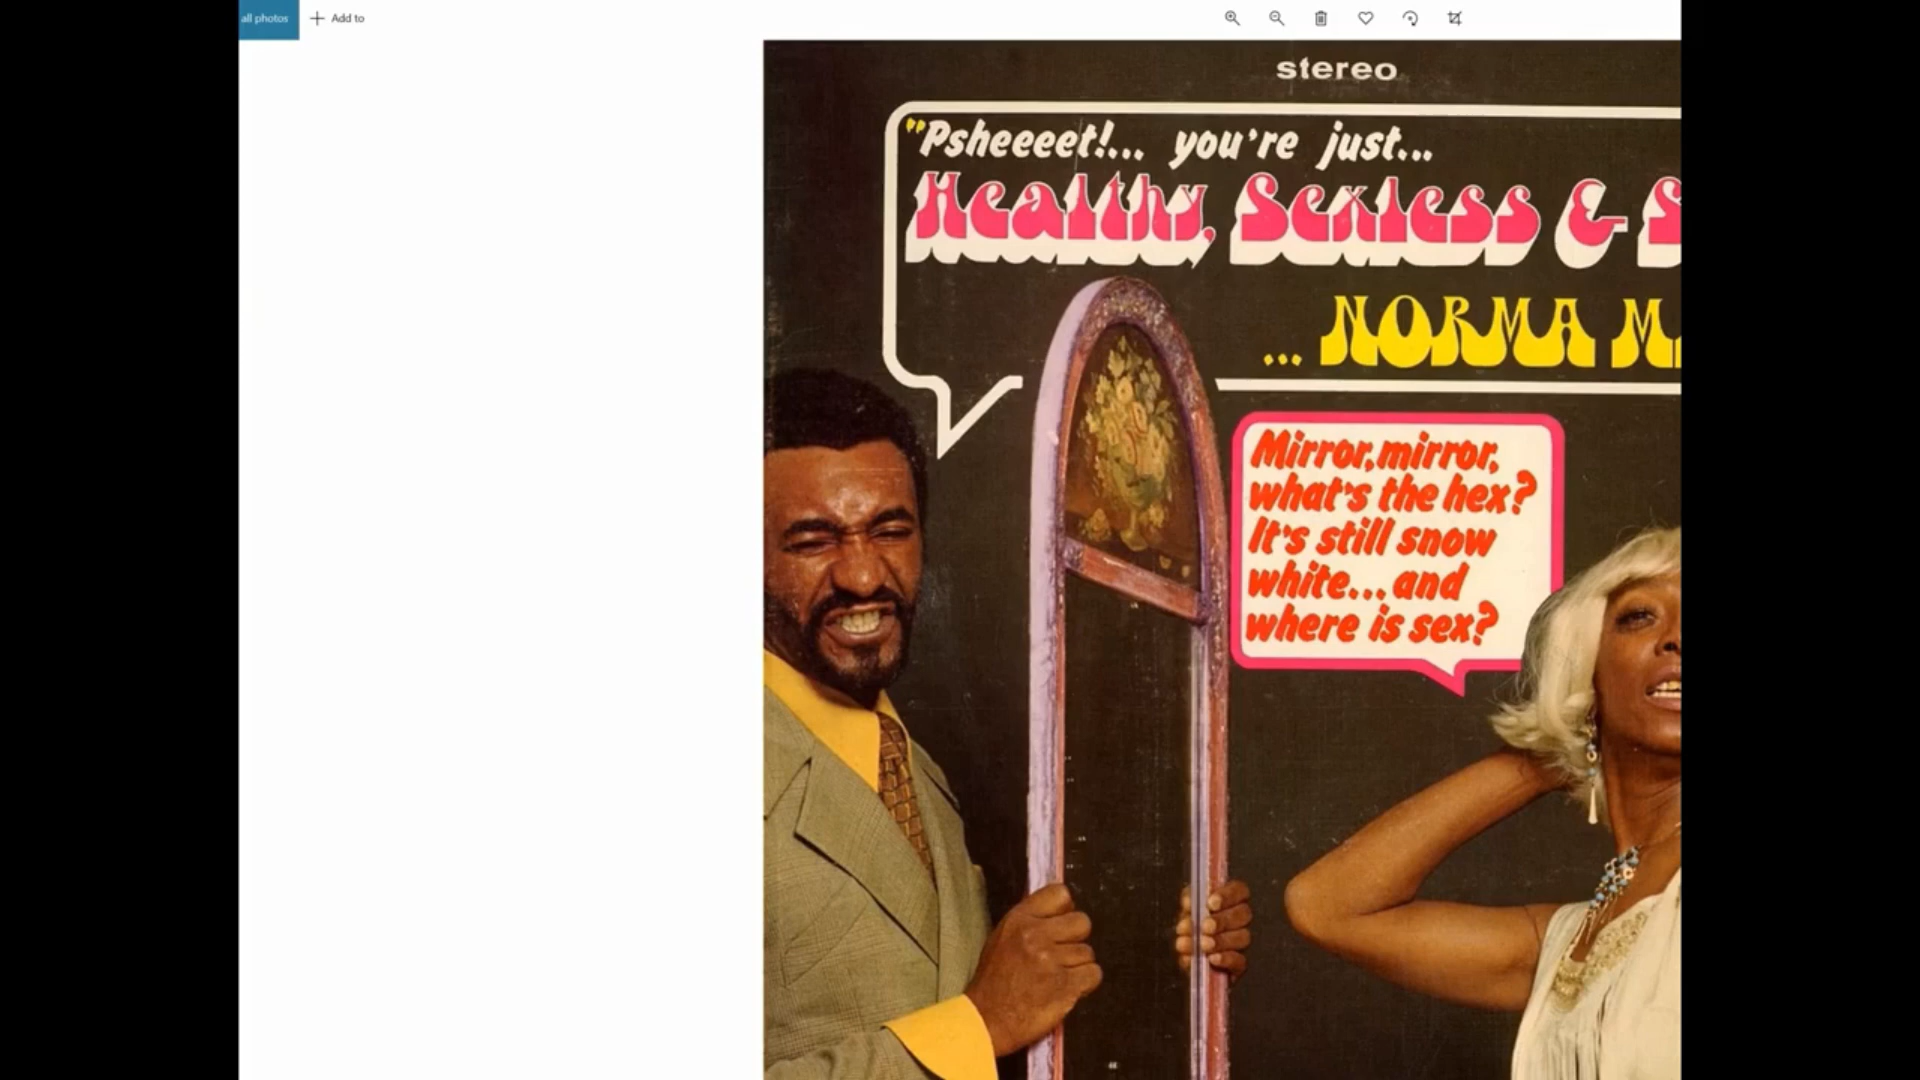 all photos
Add to
stereo
"Psheeeet!... you're just...
Healthy, Sexless & S
... NORMA M
Mirror, mirror,
what's the hex?
It's still snow
white... and
where is sex?